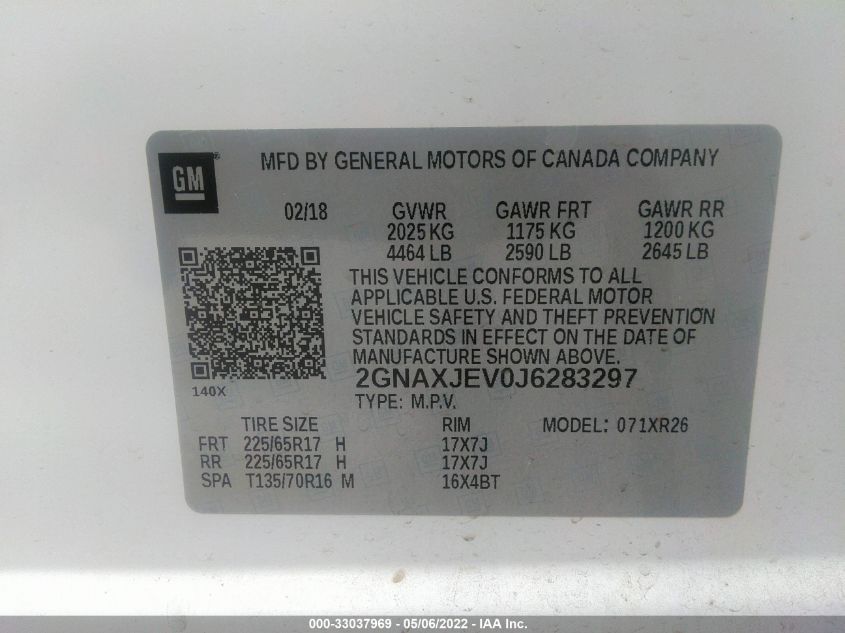 GM
MFD BY GENERAL MOTORS OF CANADA COMPANY
02/18 GVWR GAWR FRT GAWR RR
2025 KG 1175 KG 1200 KG
4464 LB 2590 LB 2645 LB
THIS VEHICLE CONFORMS TO ALL
APPLICABLE U.S. FEDERAL MOTOR
VEHICLE SAFETY AND THEFT PREVENTION
STANDARDS IN EFFECT ON THE DATE OF
MANUFACTURE SHOWN ABOVE.
2GNAXJEV0J6283297
140X
TYPE: M.P.V.
TIRE SIZE RIM MODEL: 071XR26
FRT 225/65R17 H 17X7J
RR 225/65R17 H 17X7J
SPA T135/70R16 M 16X4BT
000-33037969 - 05/06/2022 - IAA Inc.